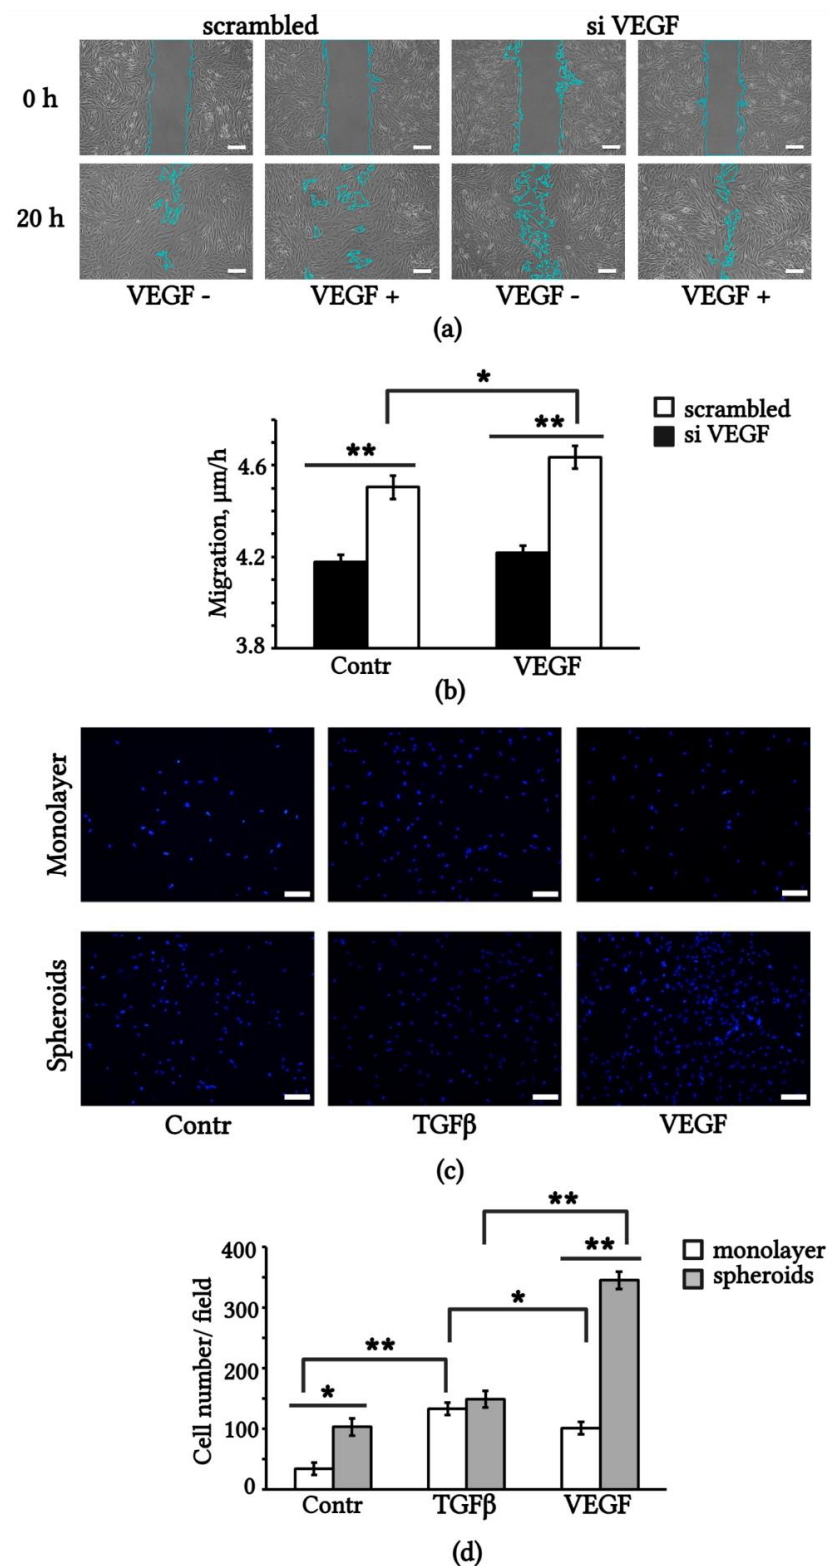 scrambled si VEGF
0 h
20 h
VEGF - VEGF + VEGF - VEGF +
(a)
*
** **
scrambled
si VEGF
Migration, μm/h
4.6
4.2
3.8
Contr VEGF
(b)
Monolayer
Spheroids
Contr TGFβ VEGF
(c)
**
**
*
**
*
monolayer
spheroids
Cell number/ field
400
300
200
100
0
Contr TGFβ VEGF
(d)